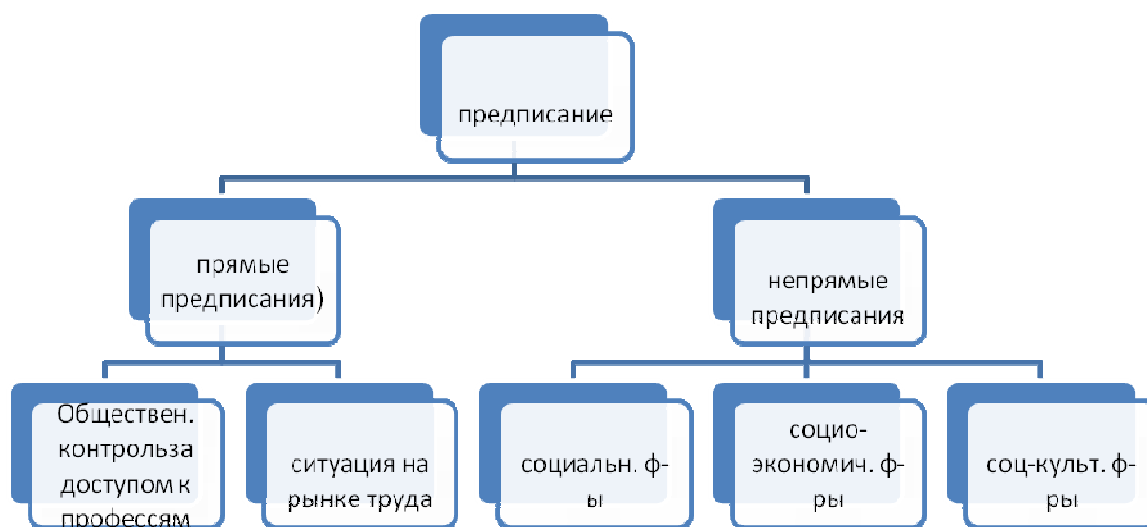 предписание
прямые
предписания)
непрямые
предписания
Обществен.
контрольза
доступом к
профессям
ситуация на
рынке труда
социальн. ф-
ы
социо-
экономич. ф-
ры
соц-культ. ф-
ры